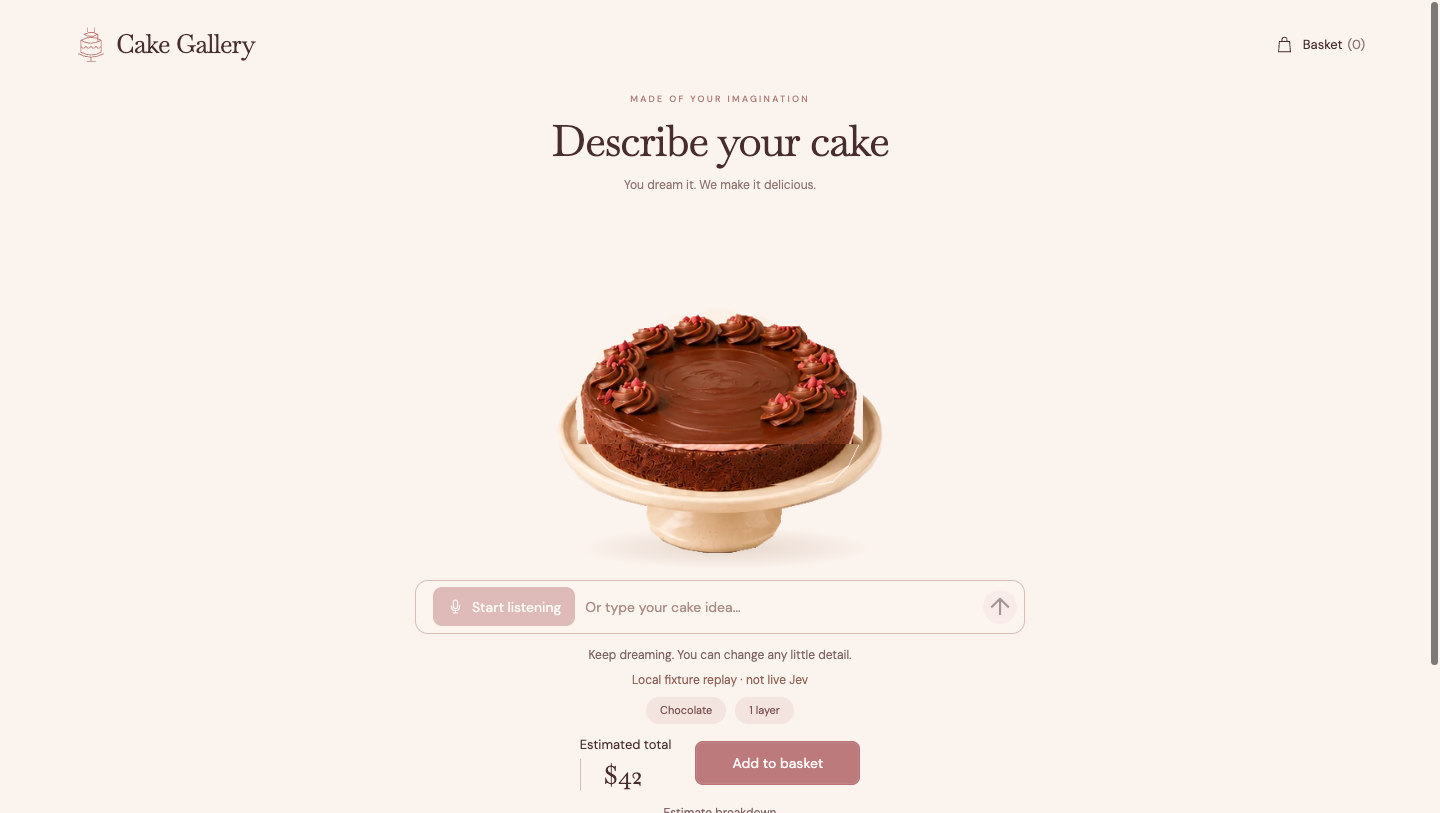 Cake Gallery
Basket (0)
MADE OF YOUR IMAGINATION
Describe your cake
You dream it. We make it delicious.
Start listening
Or type your cake idea…
Keep dreaming. You can change any little detail.
Local fixture replay · not live Jev
Chocolate
1 layer
Estimated total
$42
Add to basket
Estimate breakdown